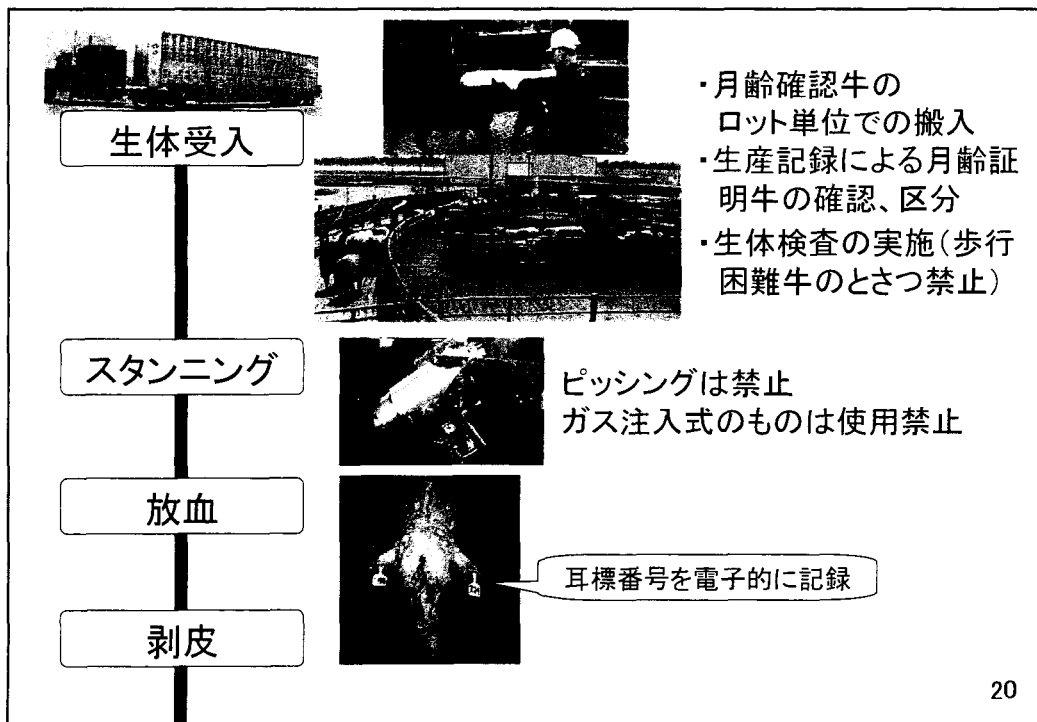 生体受入
・月齢確認牛の
ロット単位での搬入
・生産記録による月齢証
明牛の確認、区分
・生体検査の実施(歩行
困難牛のとさつ禁止)
スタンニング
ピッシングは禁止
ガス注入式のものは使用禁止
放血
耳標番号を電子的に記録
剥皮
20